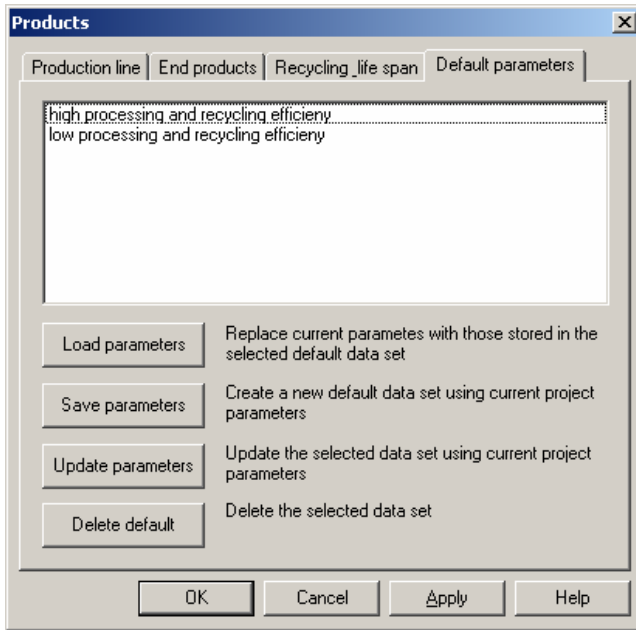 Products
Production line
End products
Recycling_life span
Default parameters
high processing and recycling efficieny
low processing and recycling efficieny
Load parameters
Replace current parametes with those stored in the
selected default data set
Save parameters
Create a new default data set using current project
parameters
Update parameters
Update the selected data set using current project
parameters
Delete default
Delete the selected data set
OK
Cancel
Apply
Help